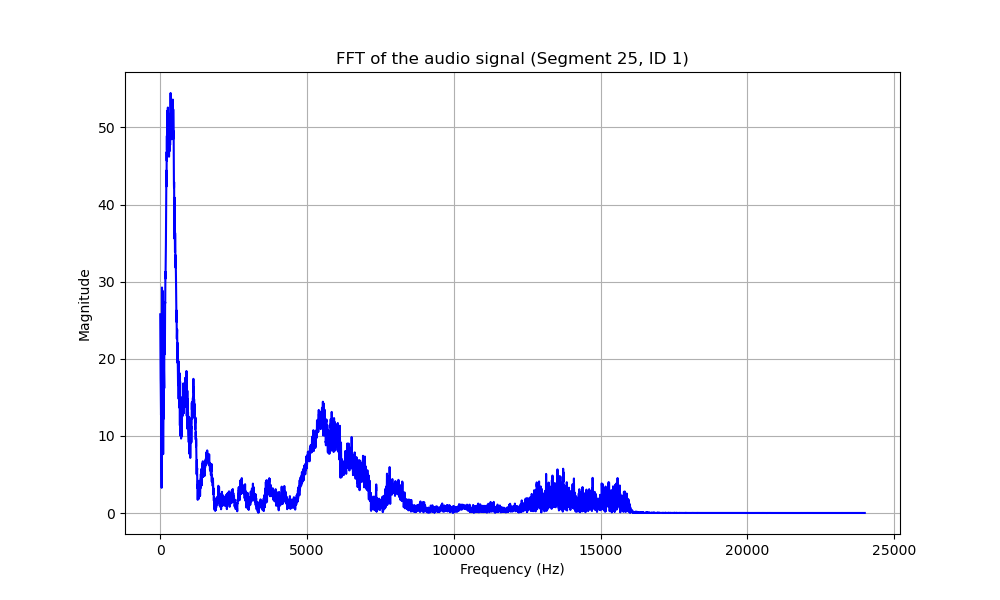 FFT of the audio signal (Segment 25, ID 1)
Magnitude
50
40
30
20
10
0
0 5000 10000 15000 20000 25000
Frequency (Hz)